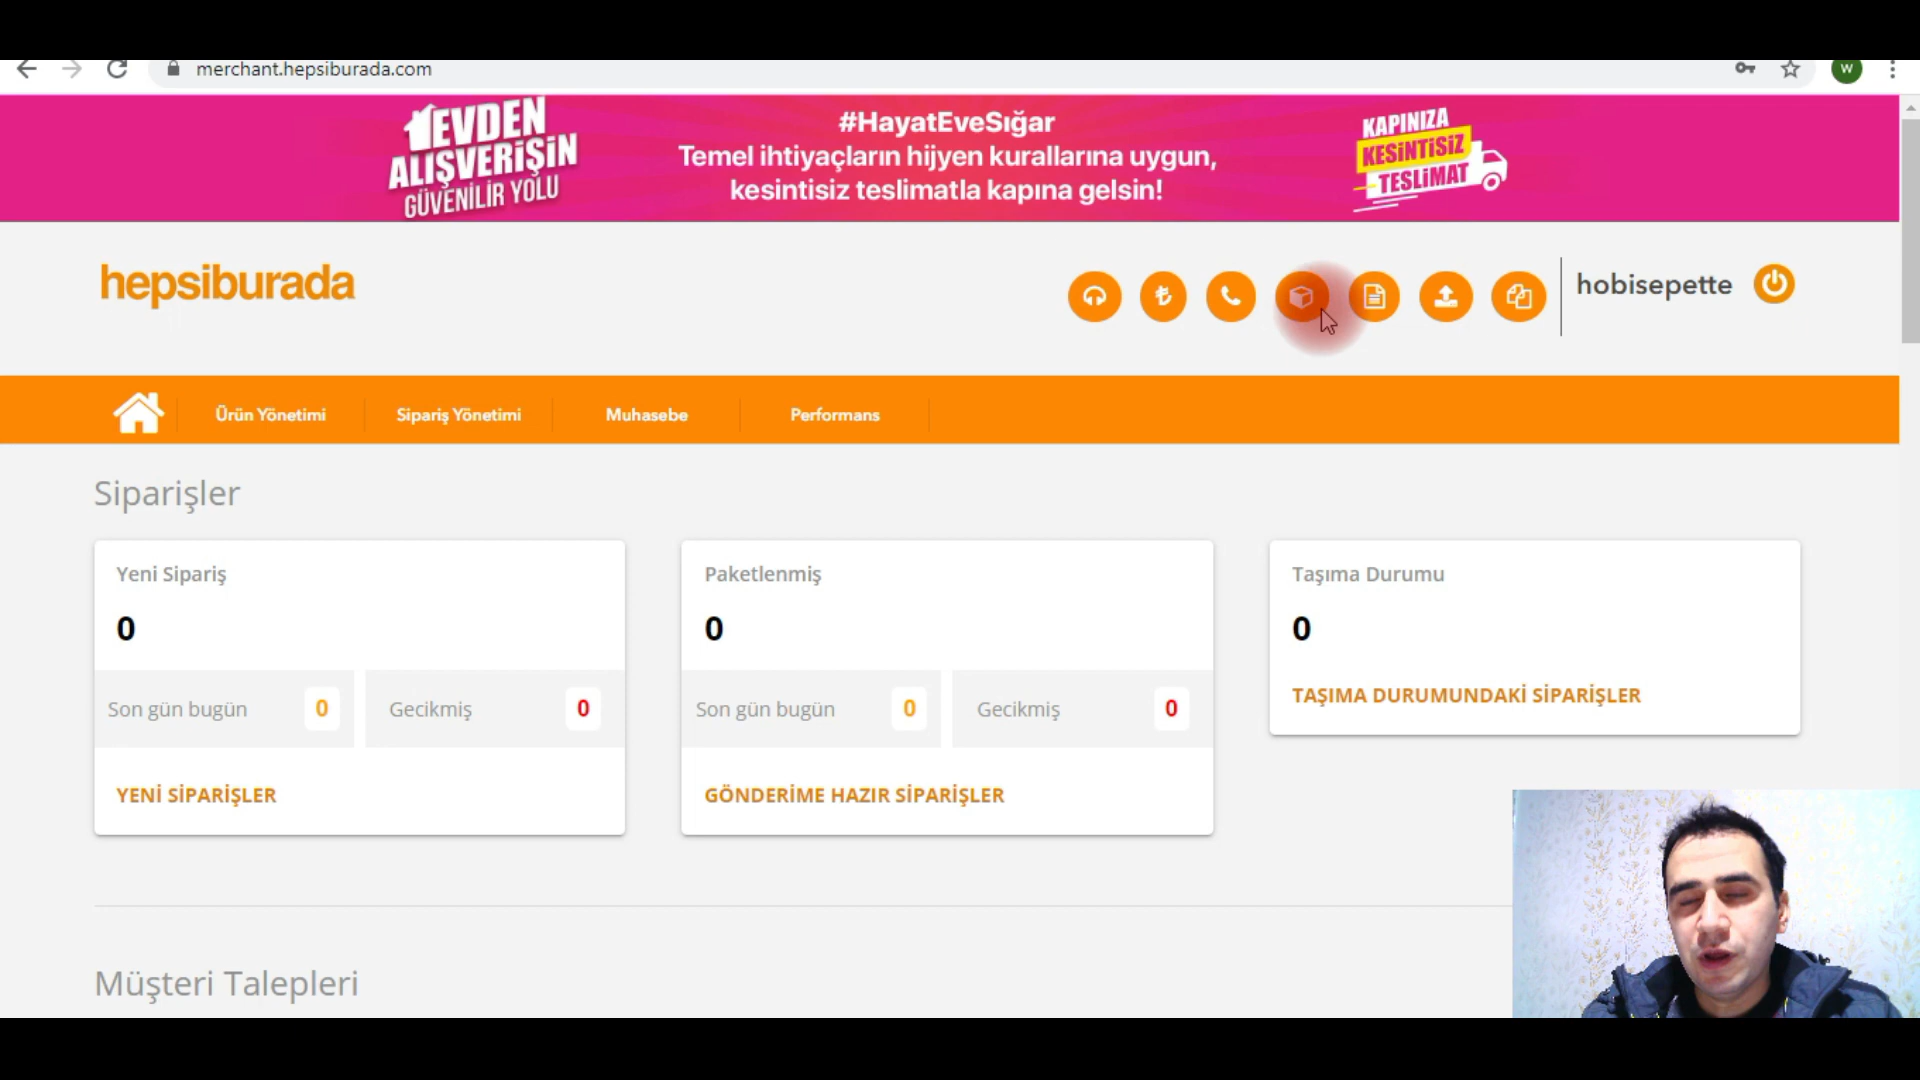 merchant.hepsiburada.com
W
EVDEN
ALIŞVERİŞİN
GÜVENİLİR YOLU
#HayatEveSığar
Temel ihtiyaçların hijyen kurallarına uygun,
kesintisiz teslimatla kapına gelsin!
KAPINIZA
KESİNTİSİZ
TESLİMAT
hepsiburada
₺
hobisepette
Ürün Yönetimi
Sipariş Yönetimi
Muhasebe
Performans
Siparişler
Yeni Sipariş
0
Son gün bugün 0
Gecikmiş 0
YENİ SİPARİŞLER
Paketlenmiş
0
Son gün bugün 0
Gecikmiş 0
GÖNDERİME HAZIR SİPARİŞLER
Taşıma Durumu
0
TAŞIMA DURUMUNDAKİ SİPARİŞLER
Müşteri Talepleri